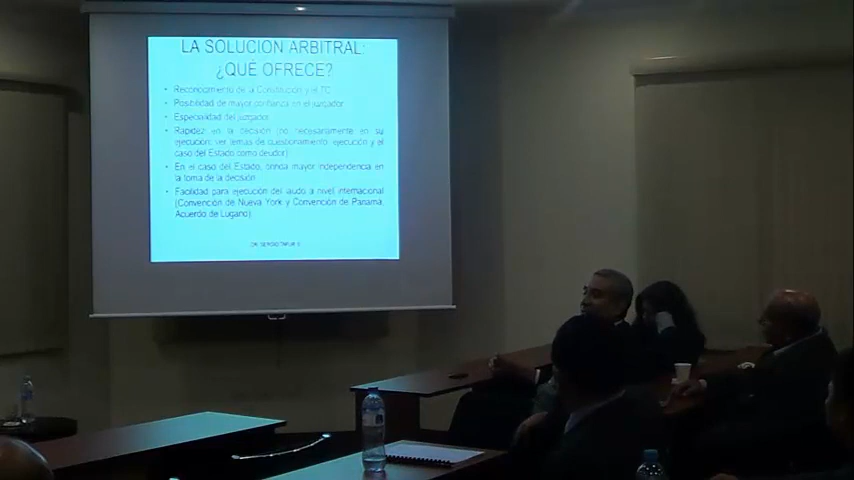 LA SOLUCION ARBITRAL:
¿QUÉ OFRECE?
• Reconocimiento de la Constitución y el TC
• Posibilidad de mayor confianza en el juzgador
• Especialidad del juzgador
• Rapidez en la decisión (no necesariamente en su
ejecución: ver temas de cuestionamiento, ejecución y el
caso del Estado como deudor)
• En el caso del Estado, brinda mayor independencia en
la toma de la decisión
• Facilidad para ejecución del laudo a nivel internacional
(Convención de Nueva York y Convención de Panamá,
Acuerdo de Lugano)
DR. SERGIO